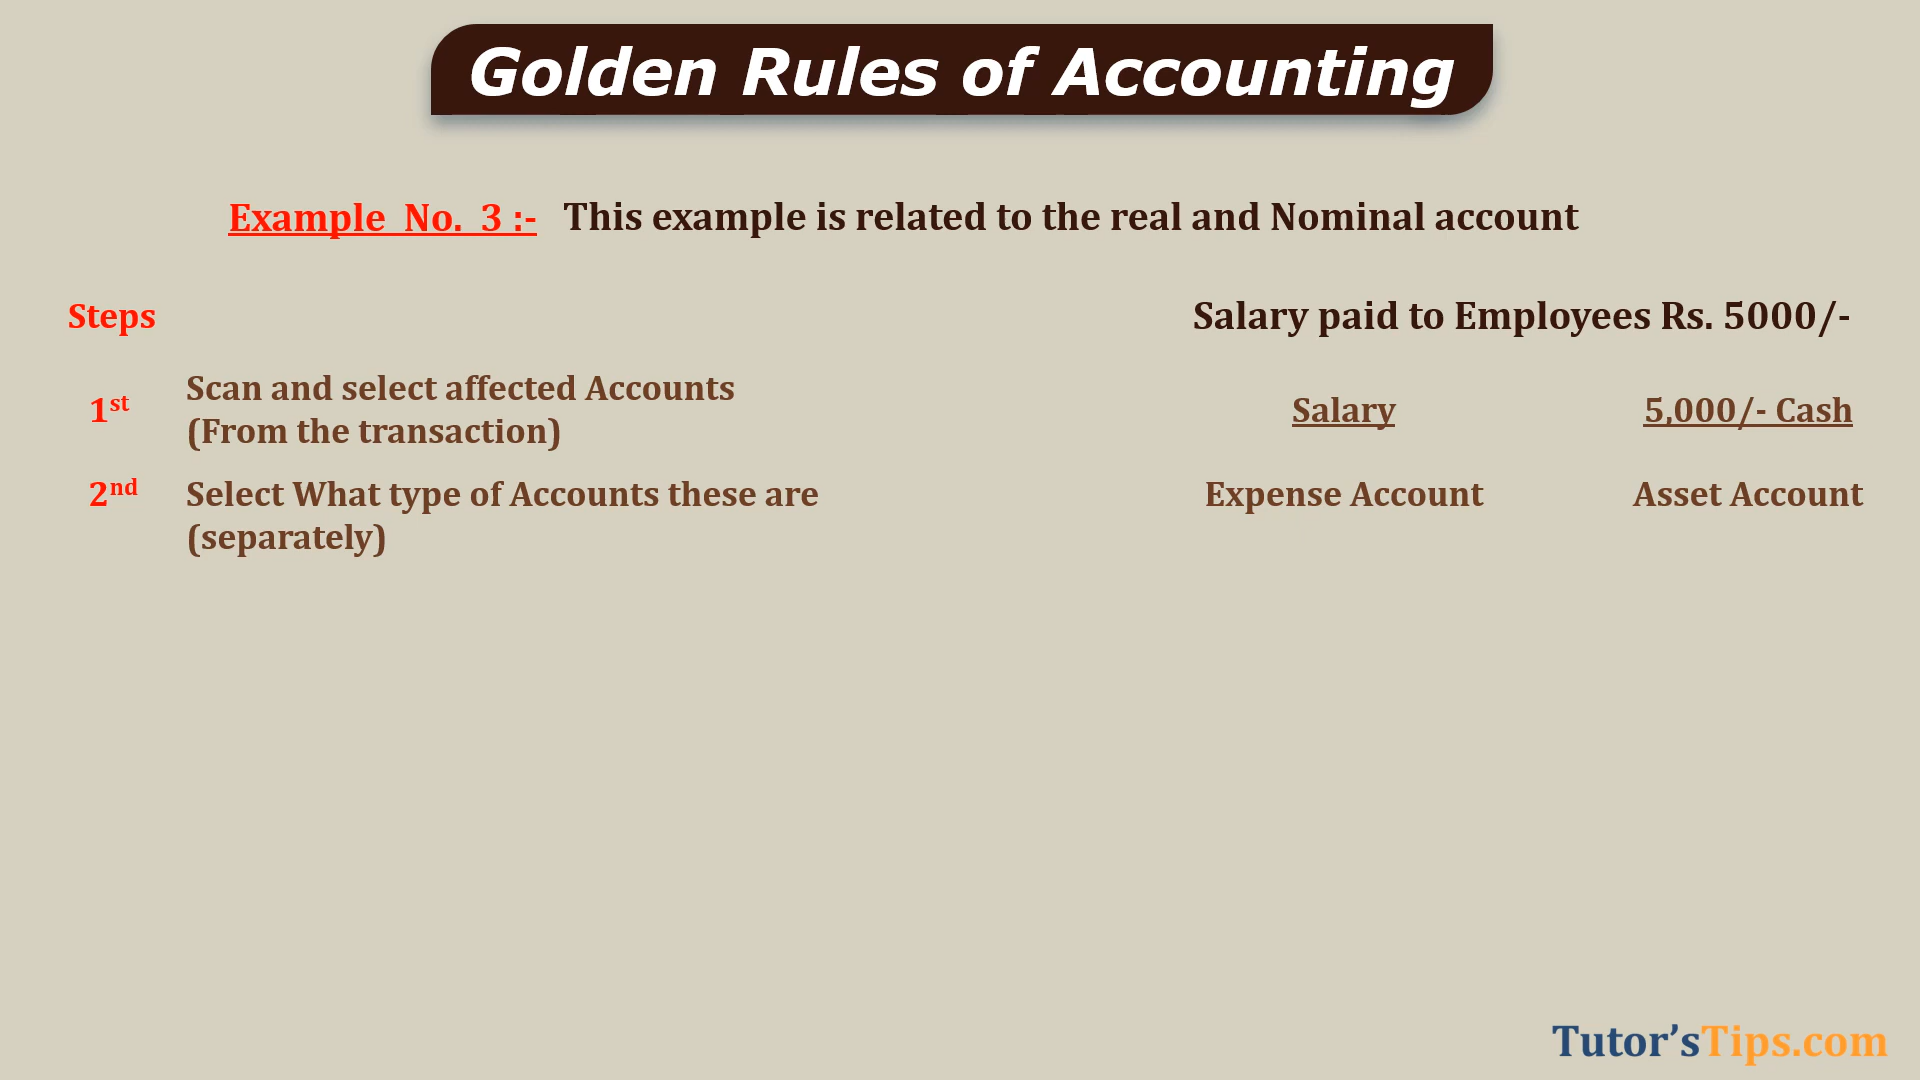 Golden Rules of Accounting
Example No. 3 :- This example is related to the real and Nominal account
Steps Salary paid to Employees Rs. 5000/-
1st Scan and select affected Accounts
(From the transaction)
Salary 5,000/- Cash
2nd Select What type of Accounts these are
(separately)
Expense Account Asset Account
Tutor’sTips.com